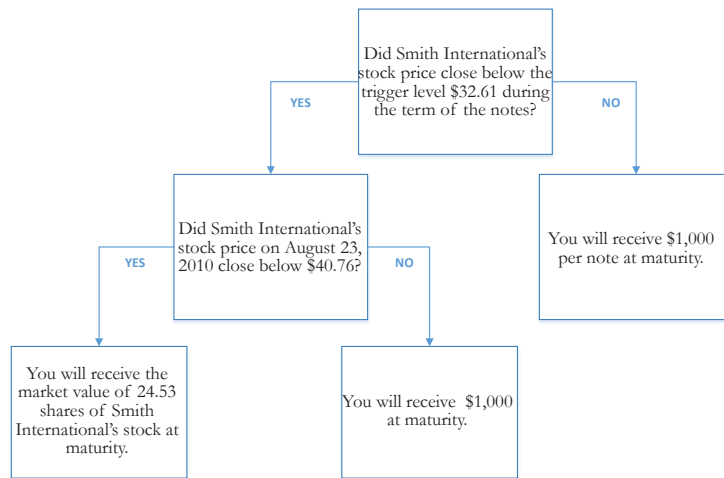 Did Smith International's
stock price close below the
trigger level $32.61 during
the term of the notes?
YES
NO
Did Smith International's
stock price on August 23,
2010 close below $40.76?
You will receive $1,000
per note at maturity.
YES
NO
You will receive the
market value of 24.53
shares of Smith
International's stock at
maturity.
You will receive $1,000
at maturity.